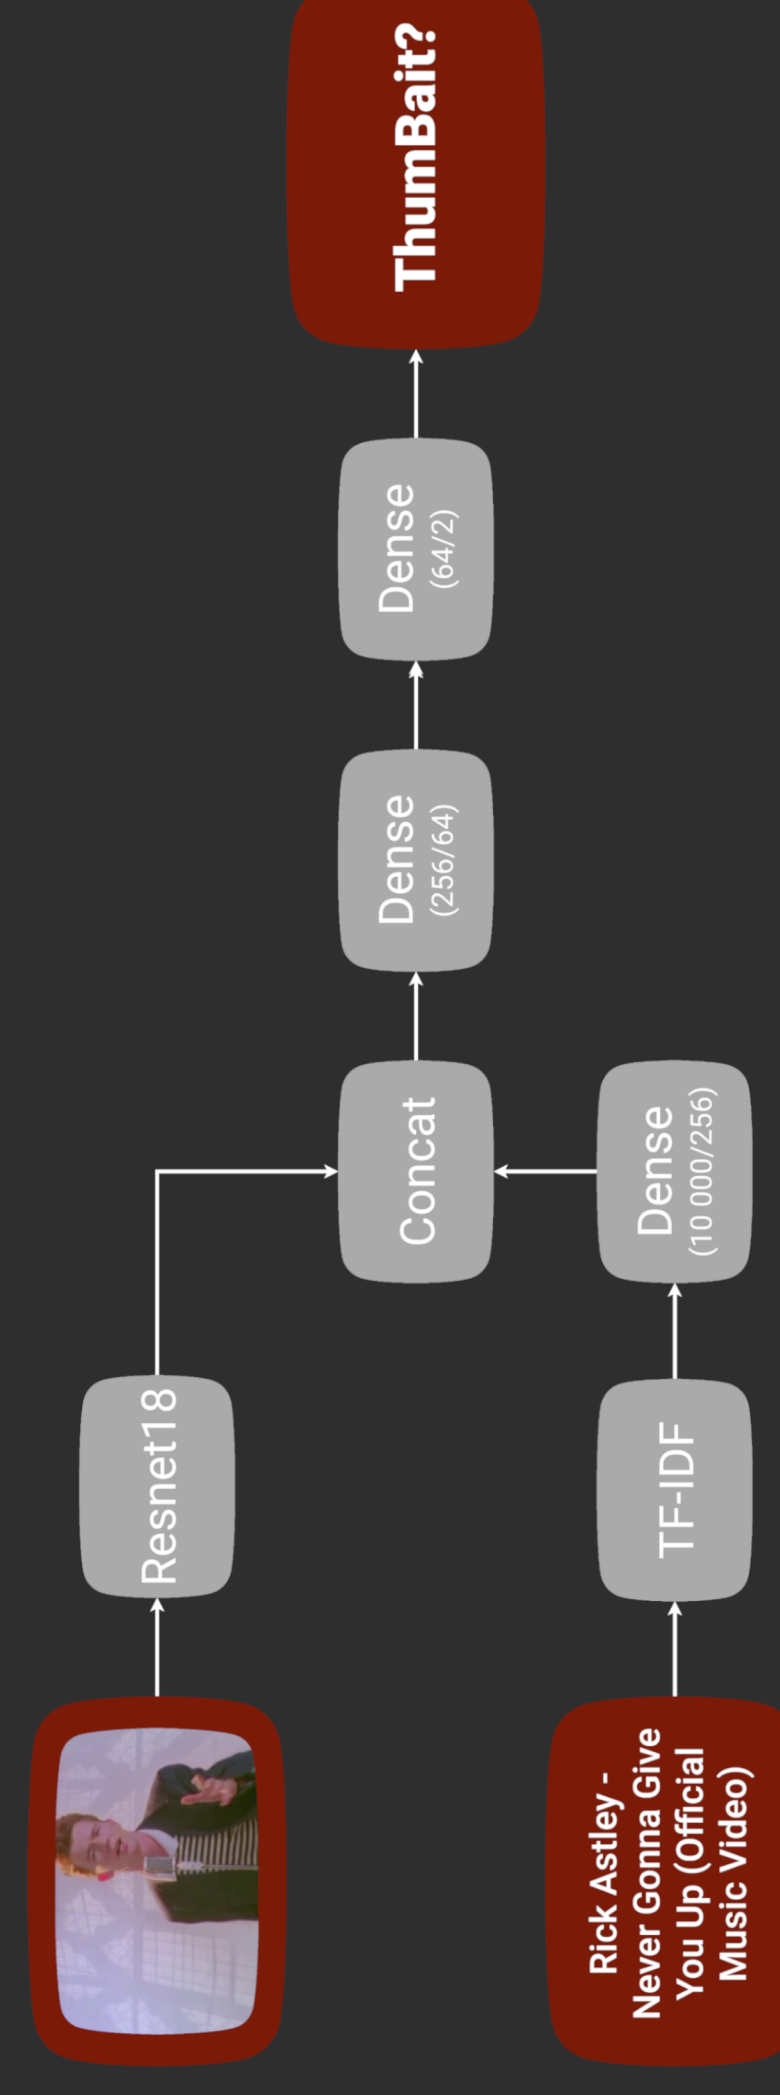 Resnet18
Rick Astley -
Never Gonna Give
You Up (Official
Music Video)
TF-IDF
Dense
(10 000/256)
Concat
Dense
(256/64)
Dense
(64/2)
ThumBait?